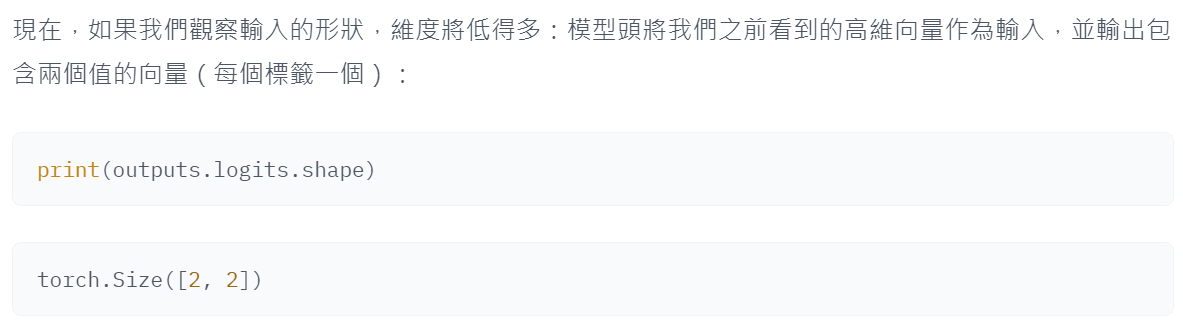 現在，如果我們觀察輸入的形狀，維度將低得多：模型頭將我們之前看到的高維向量作為輸入，並輸出包
含兩個值的向量（每個標籤一個）：
print(outputs.logits.shape)
torch.Size([2, 2])